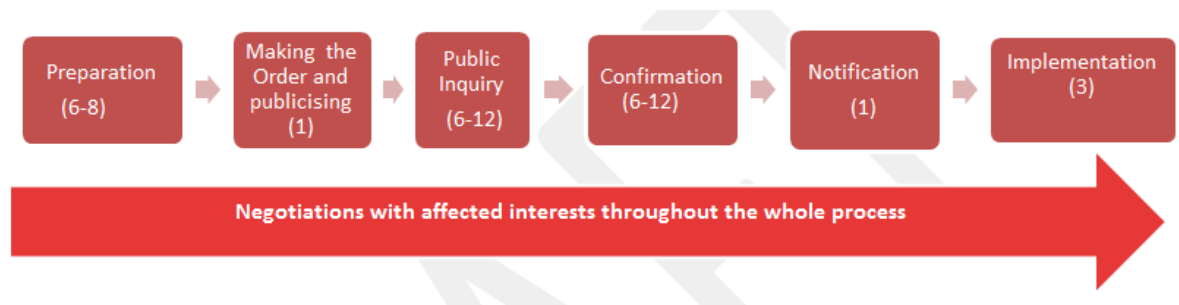 Preparation
(6-8)
Making the
Order and
publicising
(1)
Public
Inquiry
(6-12)
Confirmation
(6-12)
Notification
(1)
Implementation
(3)
Negotiations with affected interests throughout the whole process